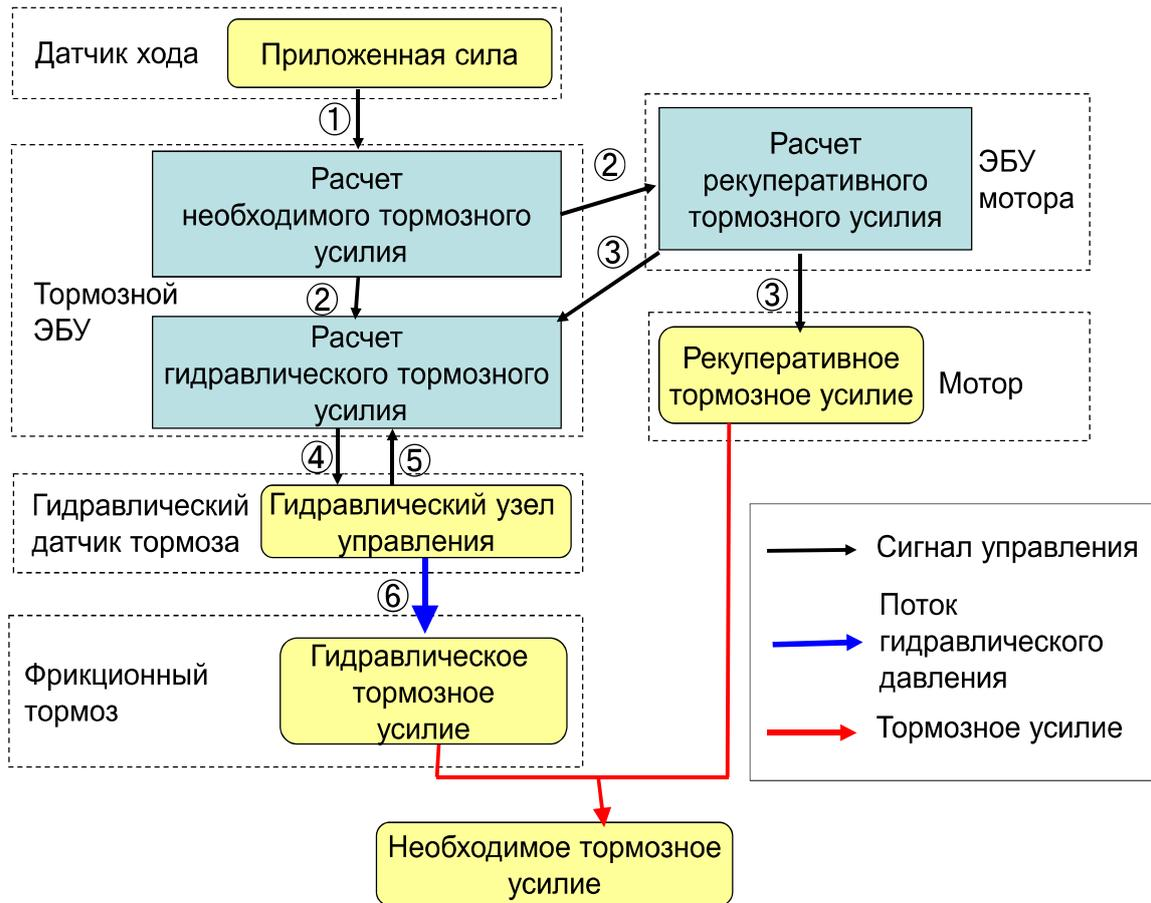 Датчик хода
Приложенная сила
①
Расчет
необходимого тормозного
усилия
②
Расчет
рекуперативного
тормозного усилия
ЭБУ
мотора
③
③
②
Тормозной
ЭБУ
Расчет
гидравлического тормозного
усилия
Рекуперативное
тормозное усилие
Мотор
④
⑤
Гидравлический
датчик тормоза
Гидравлический узел
управления
⑥
Фрикционный
тормоз
Гидравлическое
тормозное
усилие
Сигнал управления
Поток
гидравлического
давления
Тормозное усилие
Необходимое тормозное
усилие